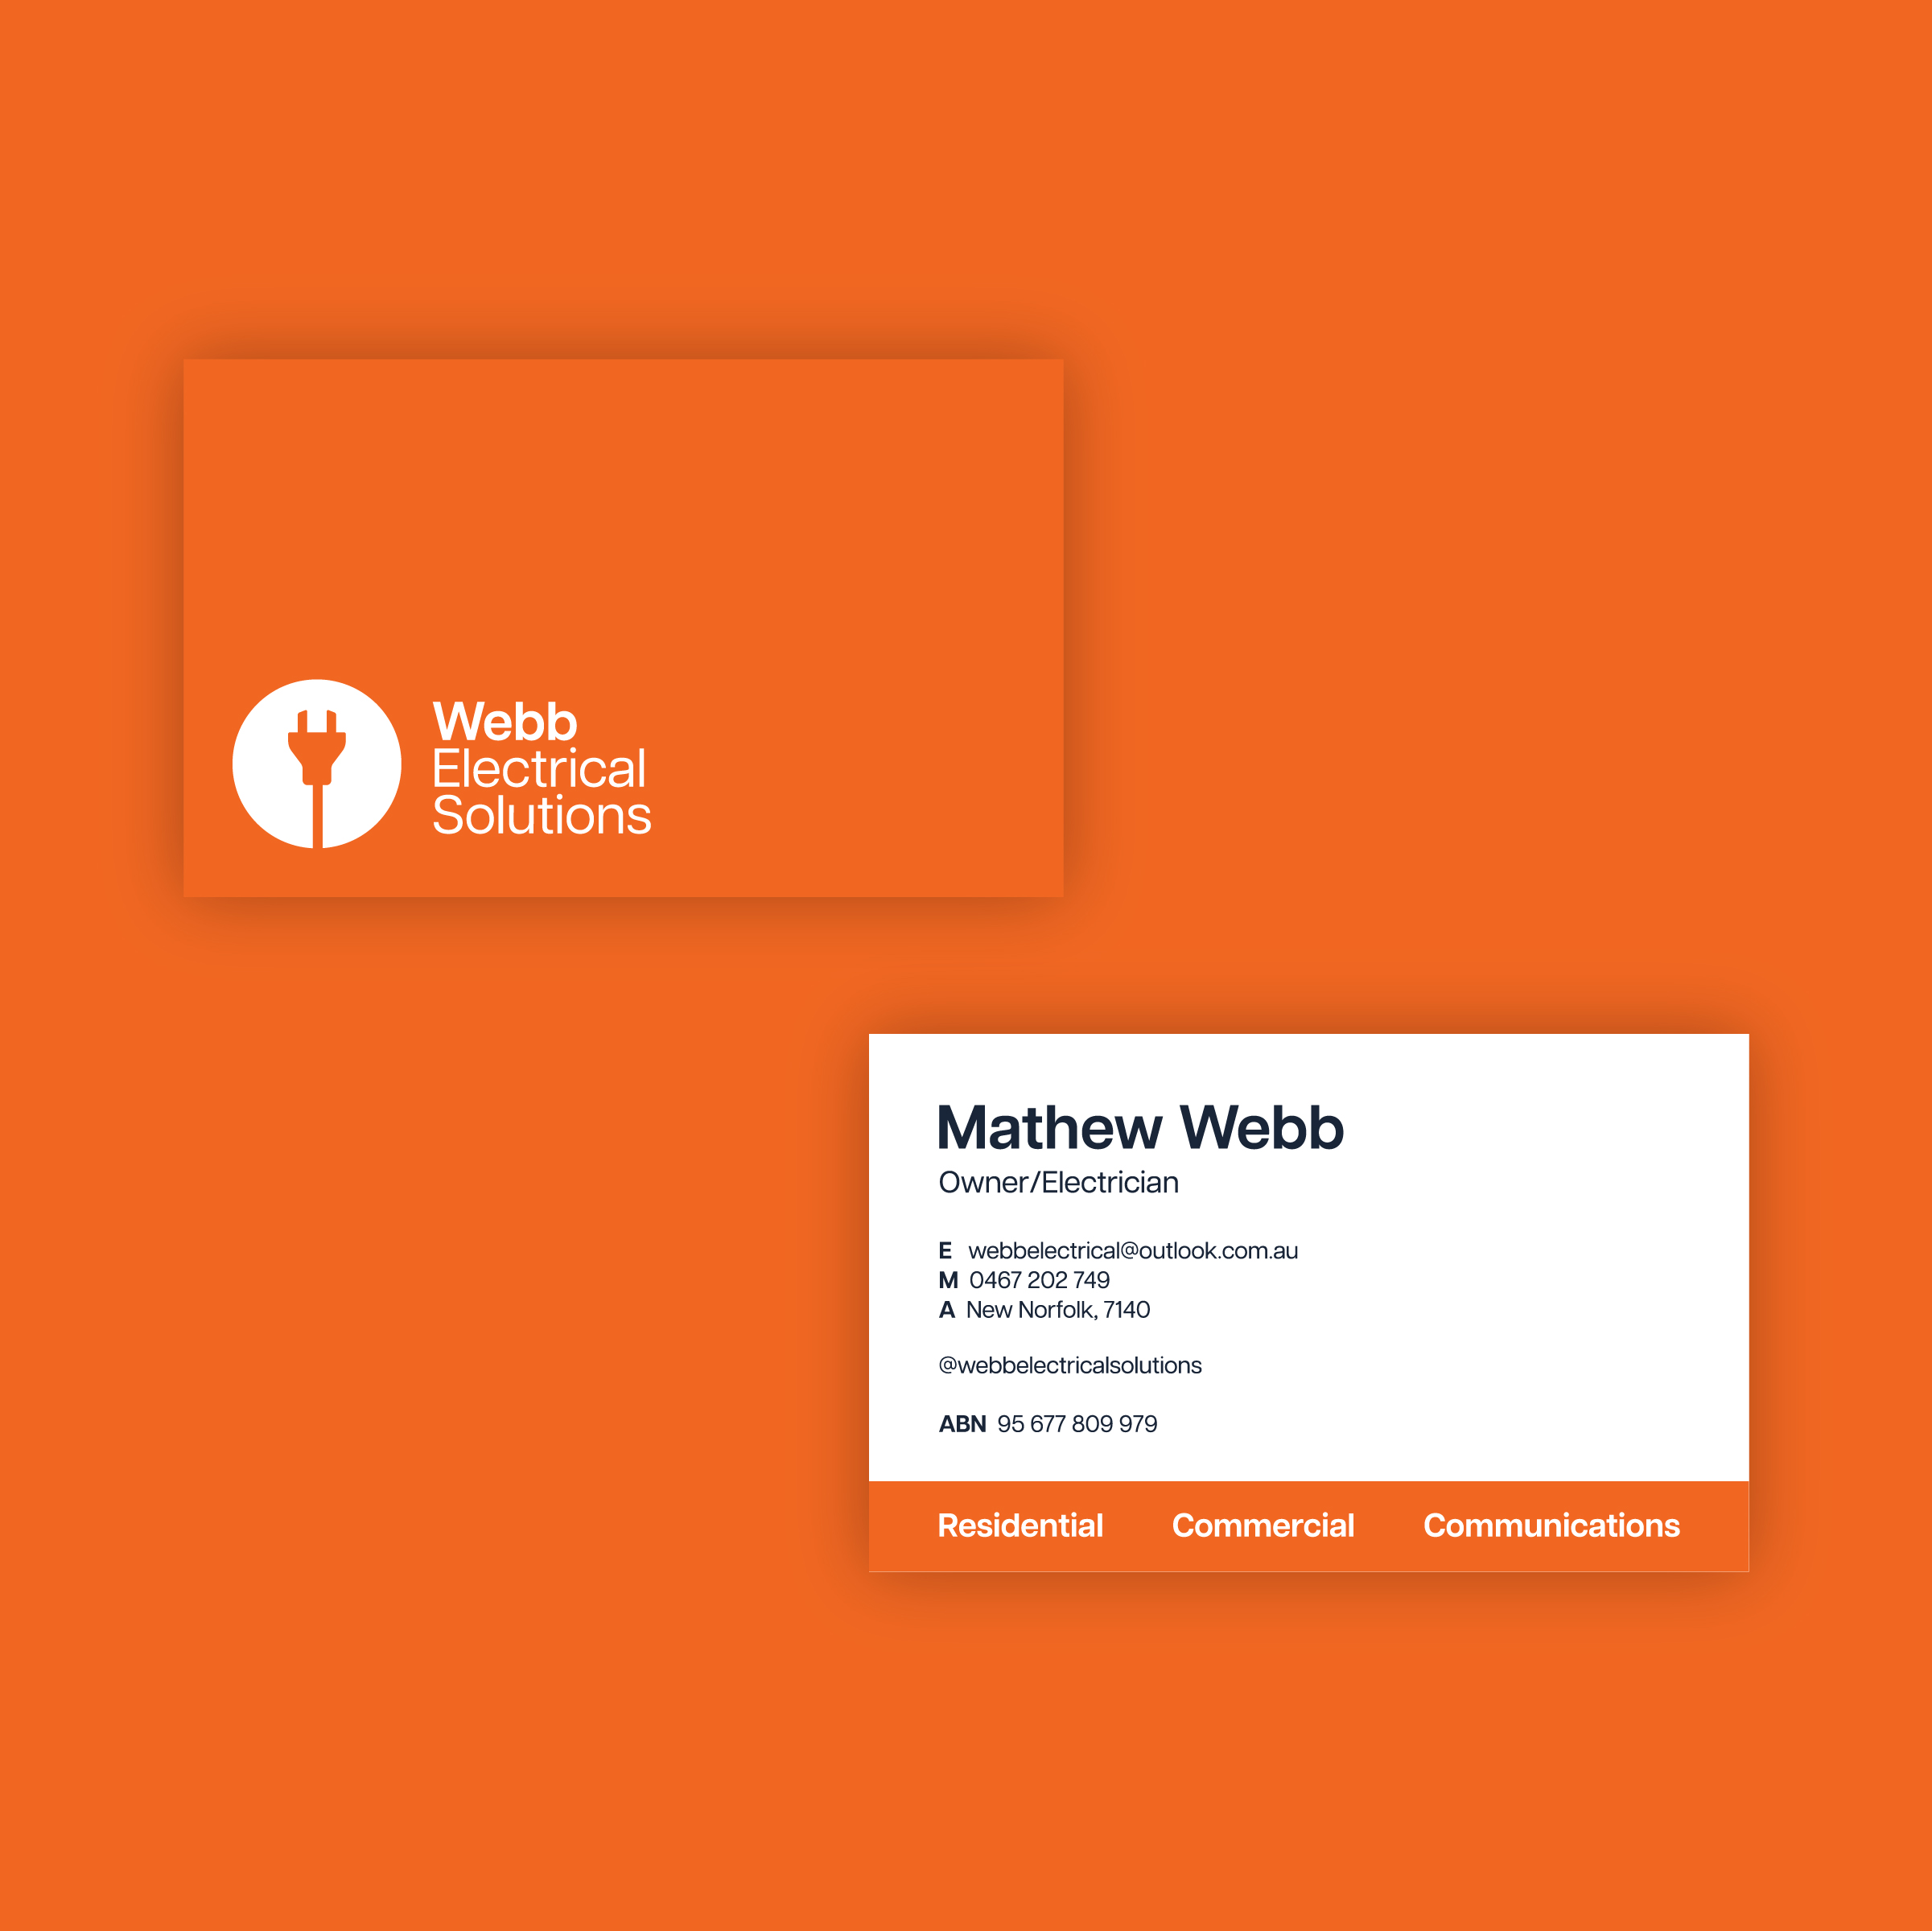 Webb
Electrical
Solutions
Mathew Webb
Owner/Electrician
E webbelectrical@outlook.com.au
M 0467 202 749
A New Norfolk, 7140
@webbelectricalsolutions
ABN 95 677 809 979
Residential Commercial Communications